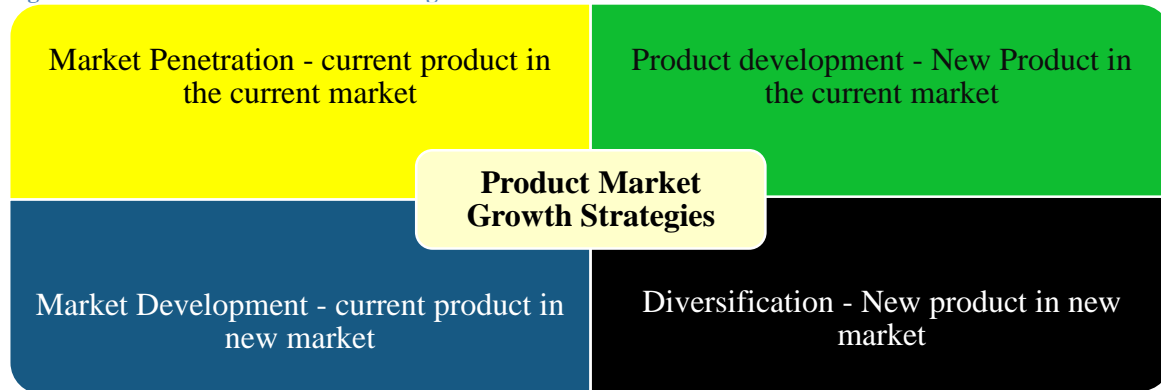 Market Penetration - current product in
the current market
Product development - New Product in
the current market
Product Market
Growth Strategies
Market Development - current product in
new market
Diversification - New product in new
market